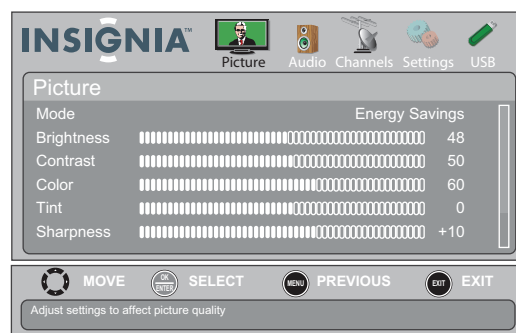 INSIGNIA™
Picture Audio Channels Settings USB
Picture
Mode Energy Savings
Brightness 48
Contrast 50
Color 60
Tint 0
Sharpness +10
MOVE OK ENTER SELECT MENU PREVIOUS EXIT EXIT
Adjust settings to affect picture quality